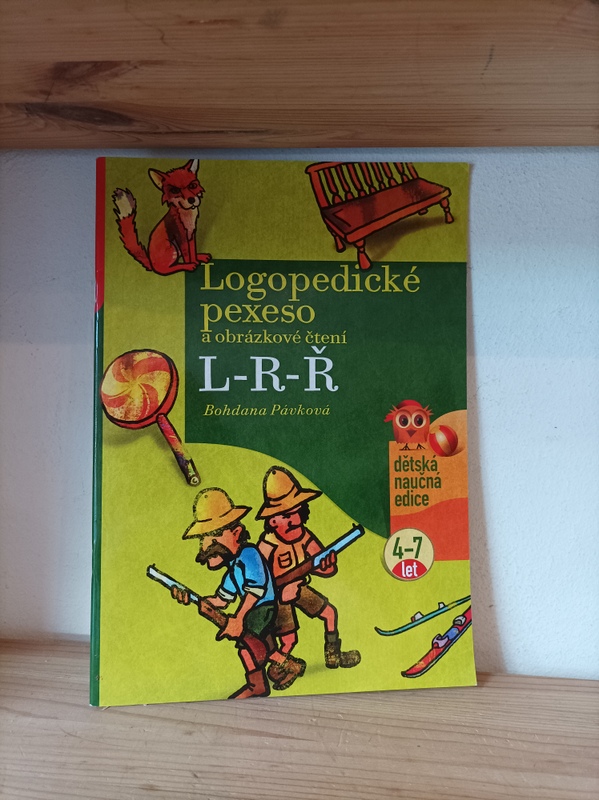 Logopedické
pexeso
a obrázkové čtení
L-R-Ř
Bohdana Pávková
dětská
naučná
edice
4-7
let